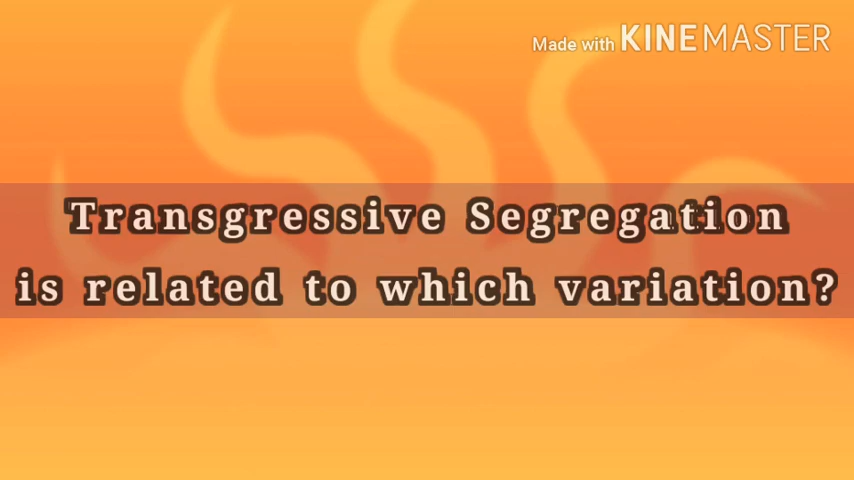 Made with KINEMASTER
Transgressive Segregation
is related to which variation?